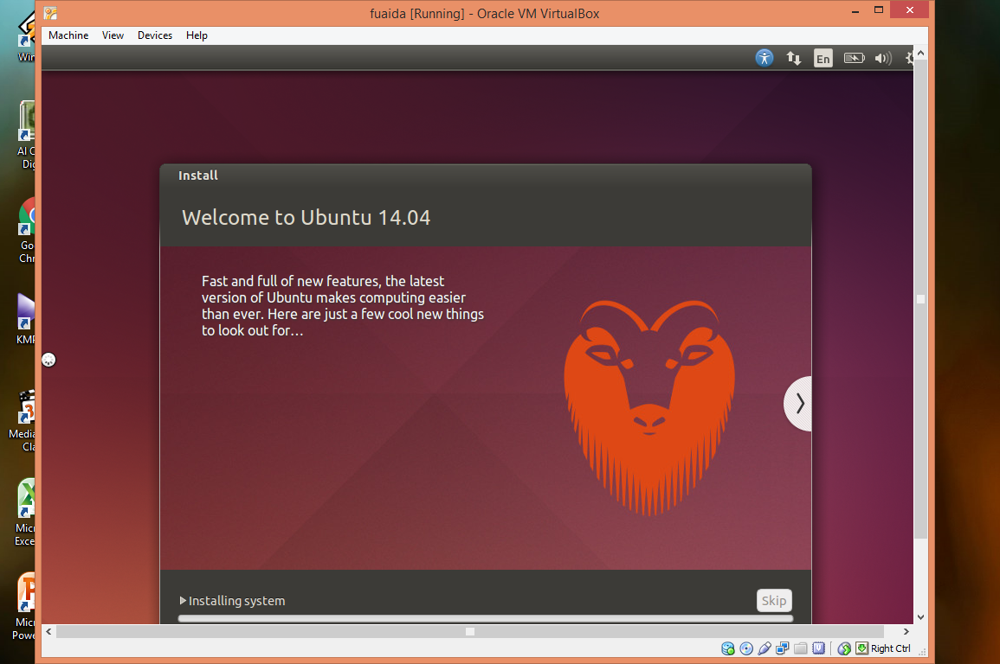 fuaida [Running] - Oracle VM VirtualBox
Machine View Devices Help
En
Install
Welcome to Ubuntu 14.04
Fast and full of new features, the latest
version of Ubuntu makes computing easier
than ever. Here are just a few cool new things
to look out for...
Installing system
Skip
Right Ctrl
Win
Al Q
Dig
Go
Chr
KMP
Media
Cla
Micr
Exce
Micr
Powe